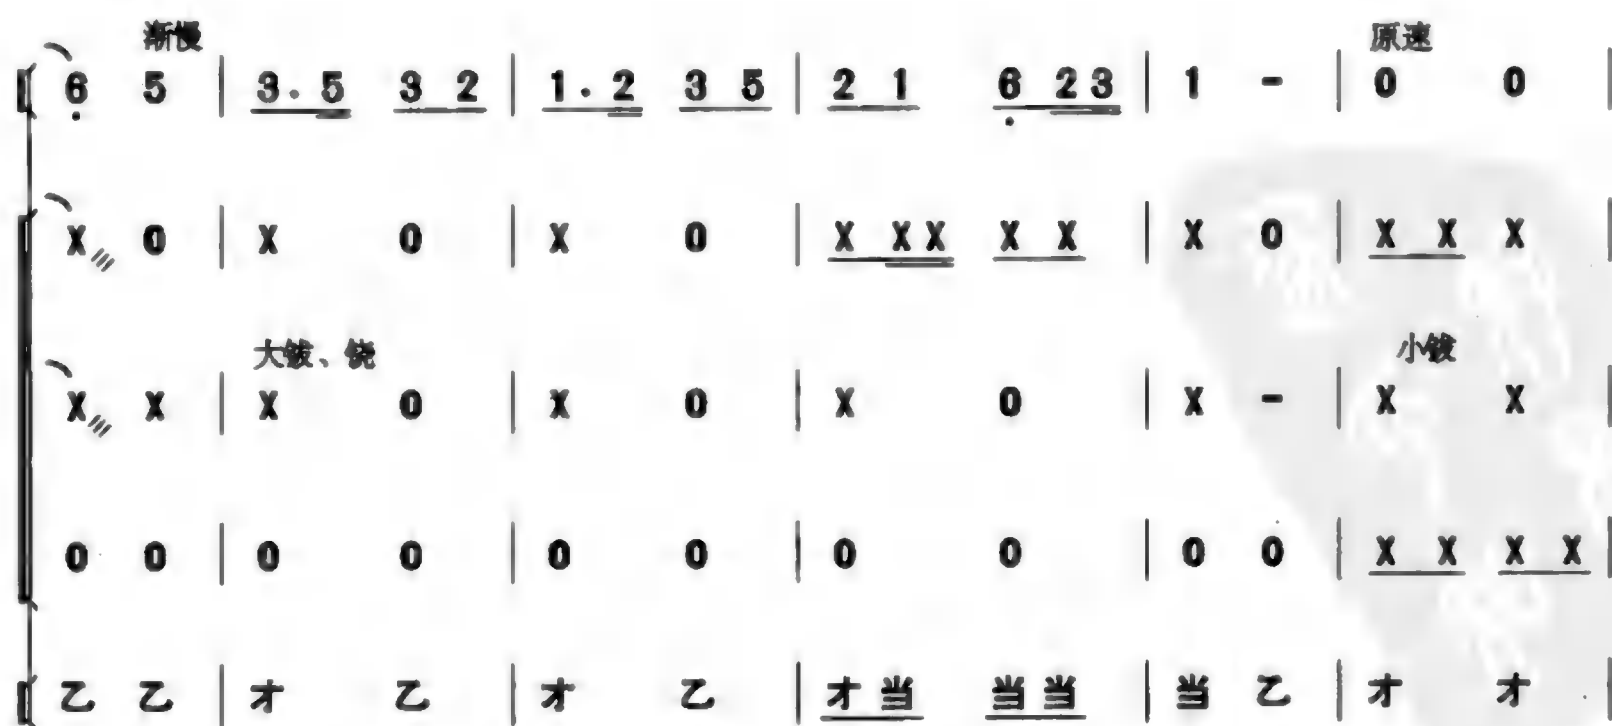 渐慢 原速
6 5 | 3. 5 3 2 | 1. 2 3 5 | 2 1 6 2 3 | 1 - | 0 0 |
X 0 | X 0 | X 0 | X X X X X | X 0 | X X X |
大钹、铙 小钹
X X | X 0 | X 0 | X 0 | X - | X X |
0 0 | 0 0 | 0 0 | 0 0 | 0 0 | X X X X |
乙 乙 | 才 乙 | 才 乙 | 才 当 当 当 | 当 乙 | 才 才